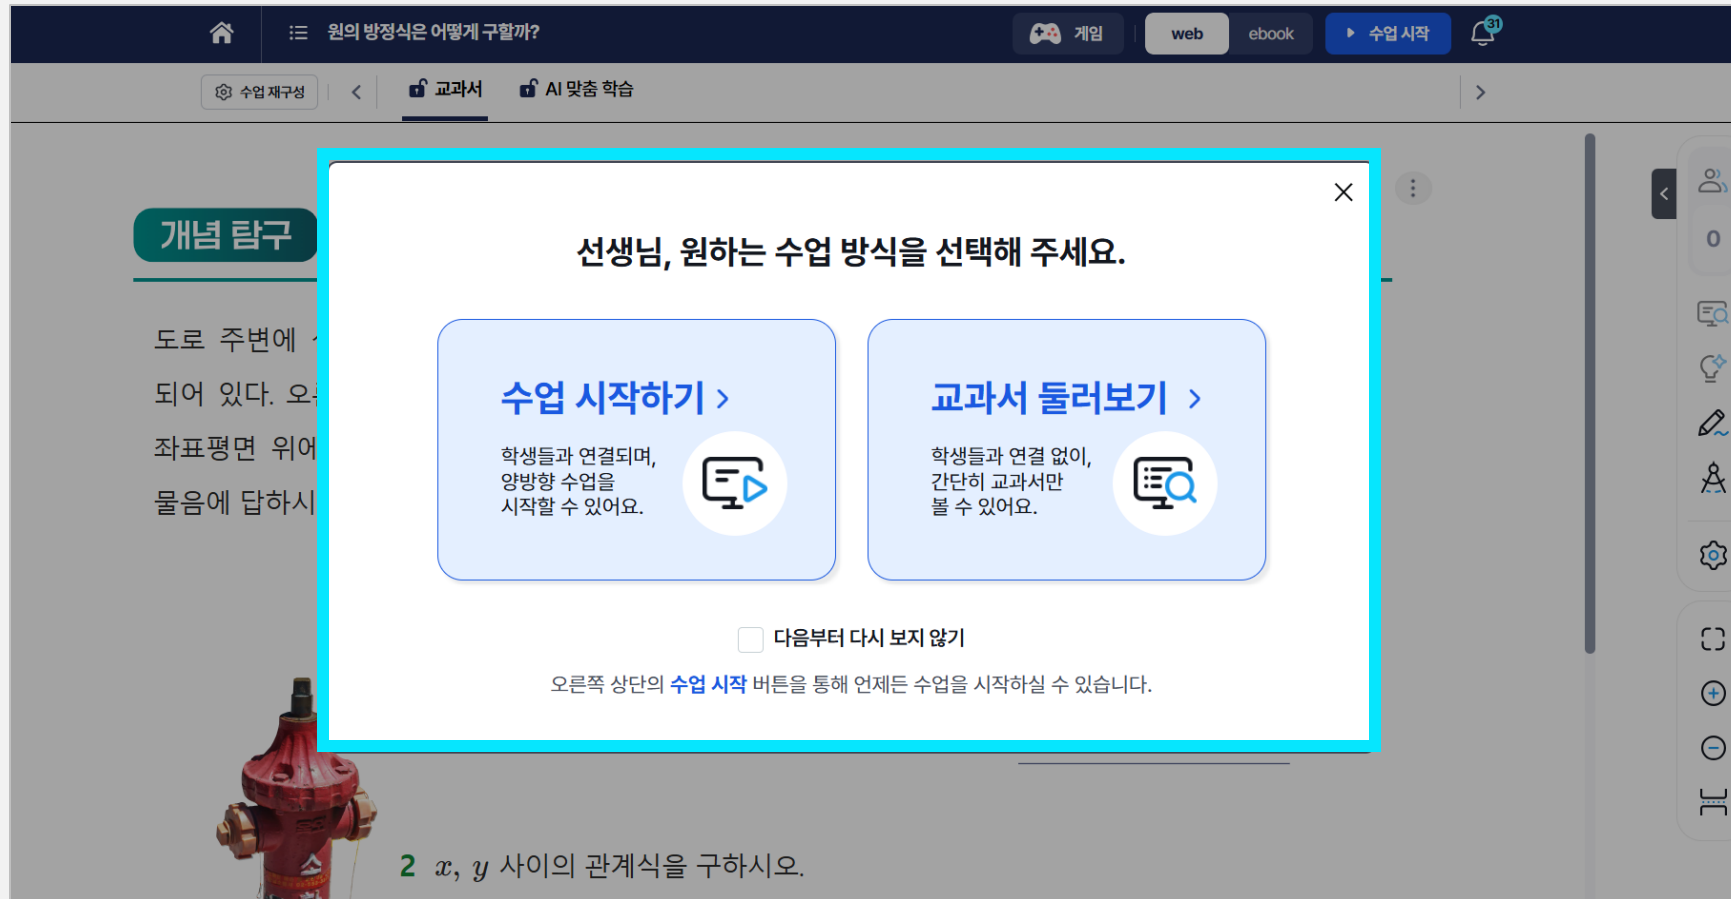 원의 방정식은 어떻게 구할까?
게임
web
ebook
수업 시작
31
수업 재구성
교과서
AI 맞춤 학습
개념 탐구
선생님, 원하는 수업 방식을 선택해 주세요.
0
도로 주변에
되어 있다.
좌표평면 위에
물음에 답하시
수업 시작하기
학생들과 연결되며,
양방향 수업을
시작할 수 있어요.
교과서 둘러보기
학생들과 연결 없이,
간단히 교과서만
볼 수 있어요.
다음부터 다시 보지 않기
오른쪽 상단의 수업 시작 버튼을 통해 언제든 수업을 시작하실 수 있습니다.
소
2 x, y 사이의 관계식을 구하시오.